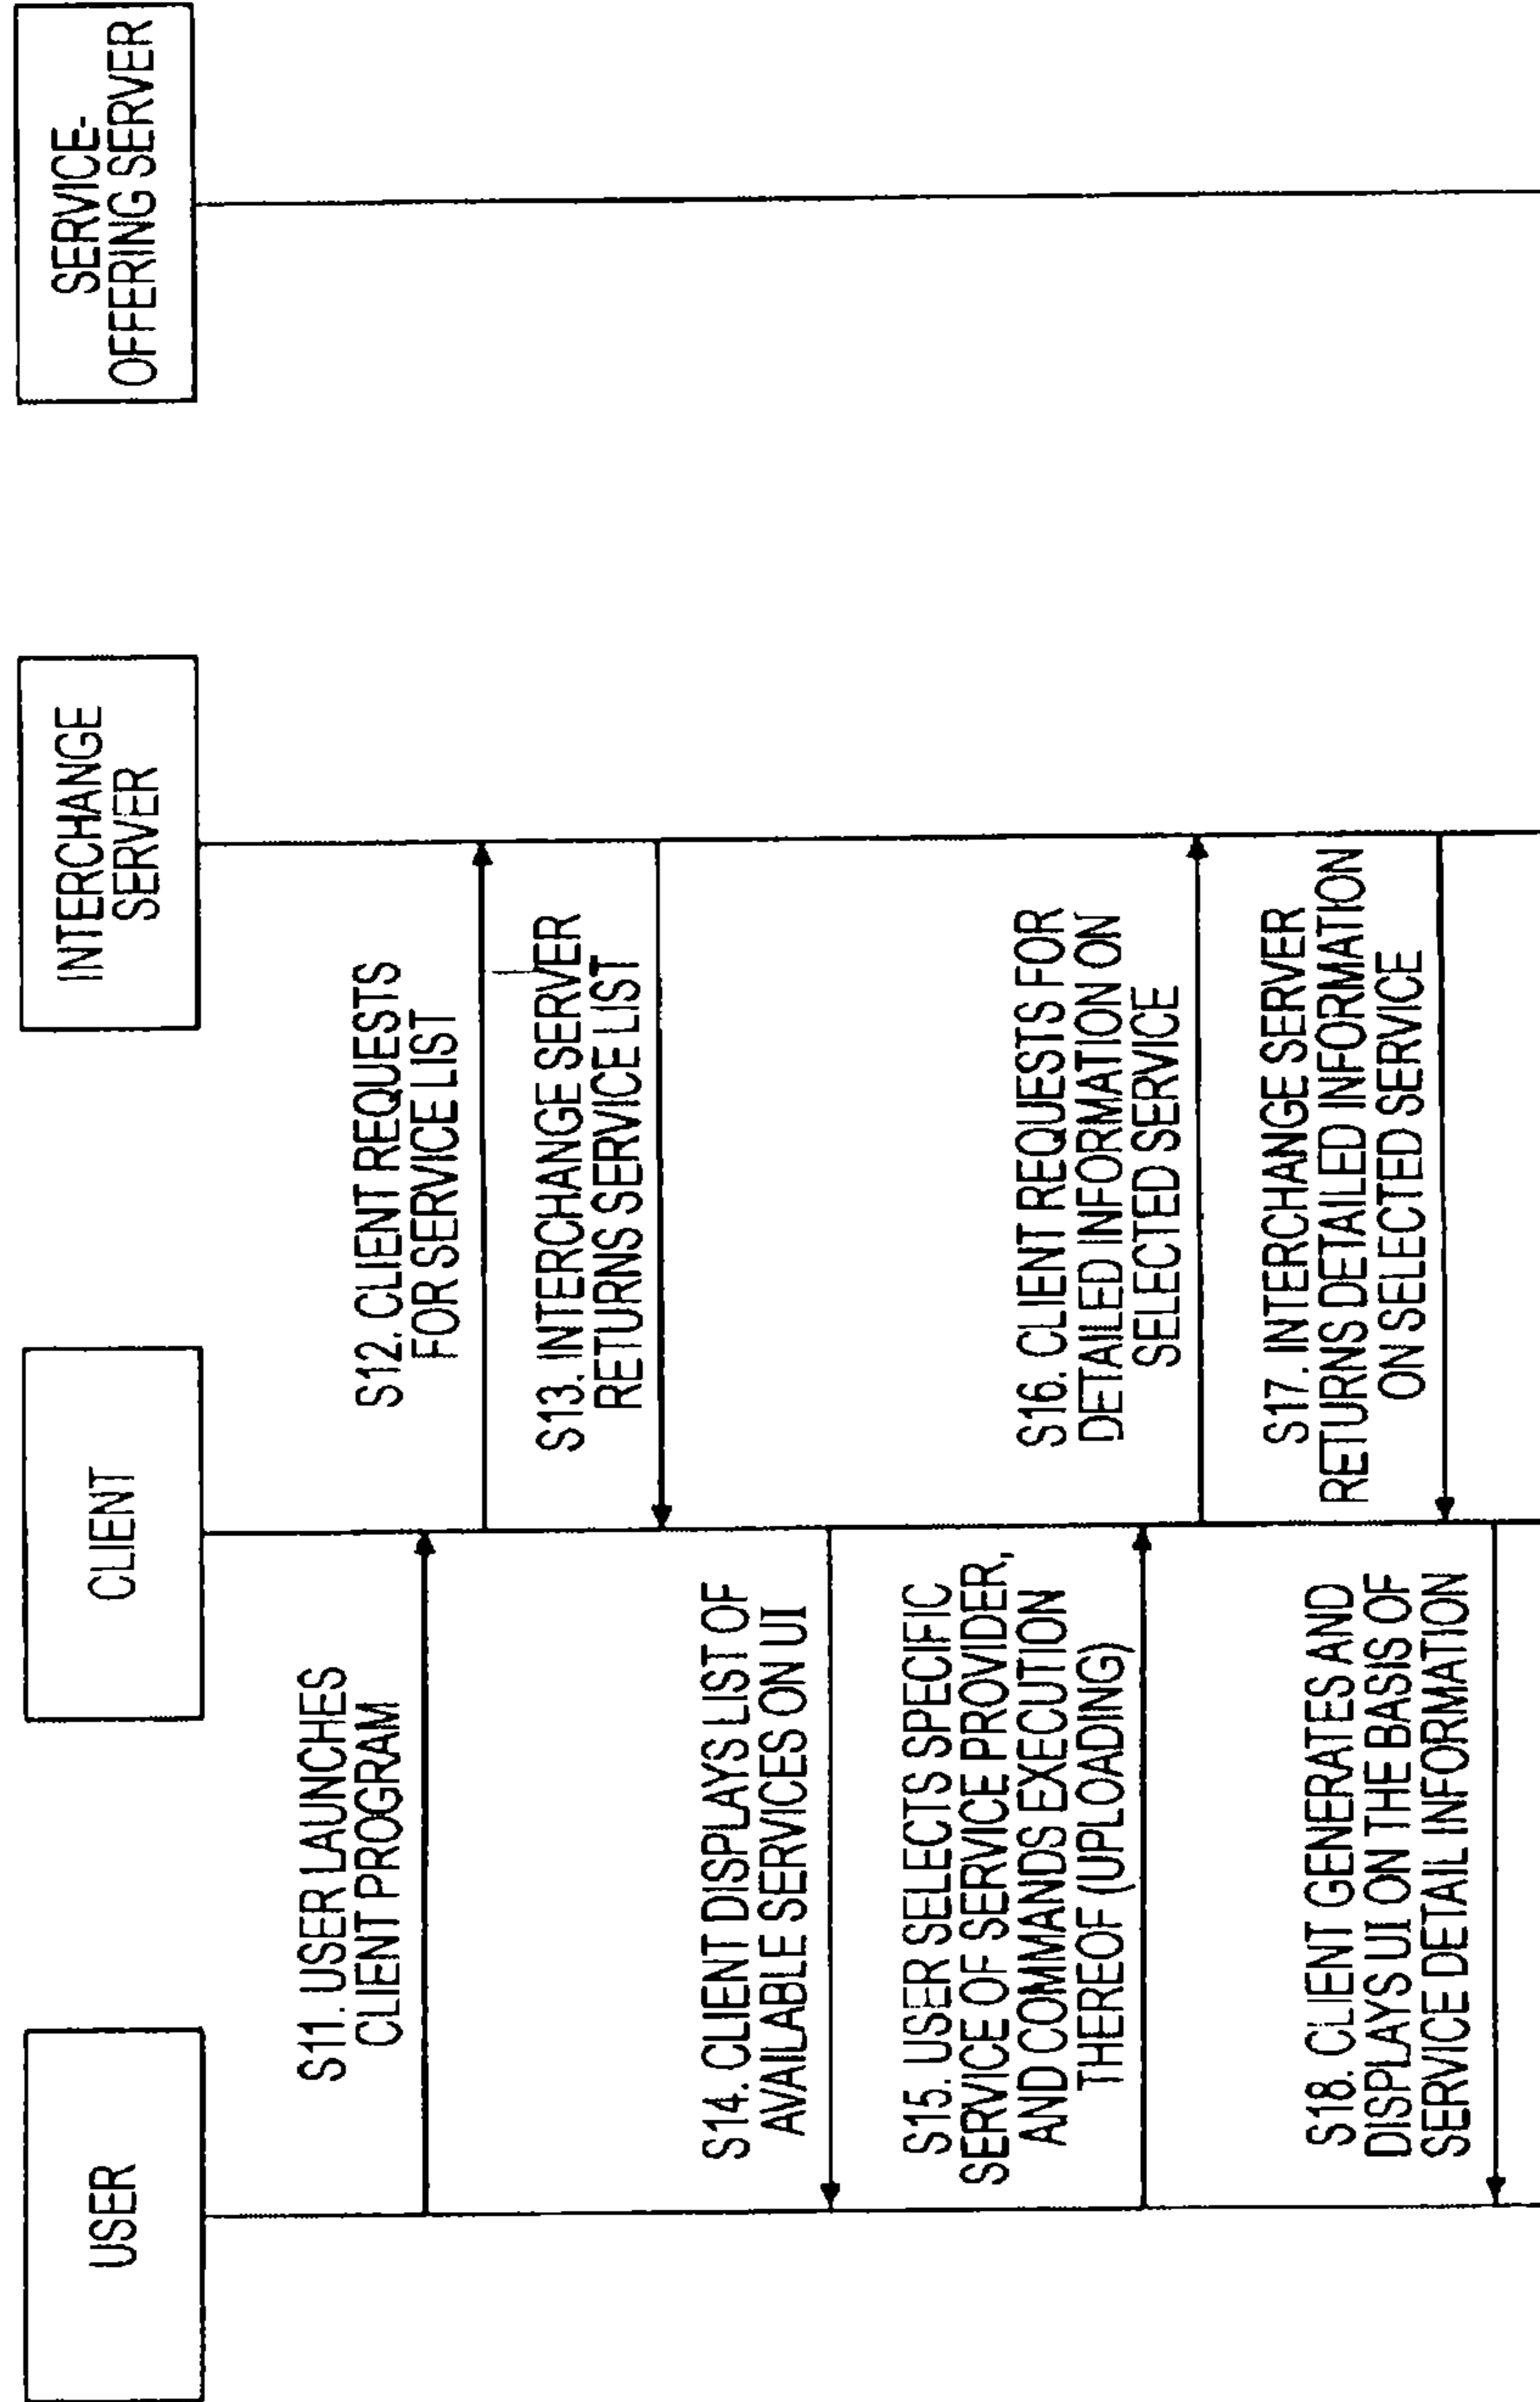 USER
CLIENT
INTERCHANGE
SERVER
SERVICE-
OFFERING SERVER
S11. USER LAUNCHES
CLIENT PROGRAM
S12. CLIENT REQUESTS
FOR SERVICE LIST
S13. INTERCHANGE SERVER
RETURNS SERVICE LIST
S14. CLIENT DISPLAYS LIST OF
AVAILABLE SERVICES ON UI
S15. USER SELECTS SPECIFIC
SERVICE OF SERVICE PROVIDER,
AND COMMANDS EXECUTION
THEREOF (UPLOADING)
S16. CLIENT REQUESTS FOR
DETAILED INFORMATION ON
SELECTED SERVICE
S17. INTERCHANGE SERVER
RETURNS DETAILED INFORMATION
ON SELECTED SERVICE
S18. CLIENT GENERATES AND
DISPLAYS UI ON THE BASIS OF
SERVICE DETAIL INFORMATION